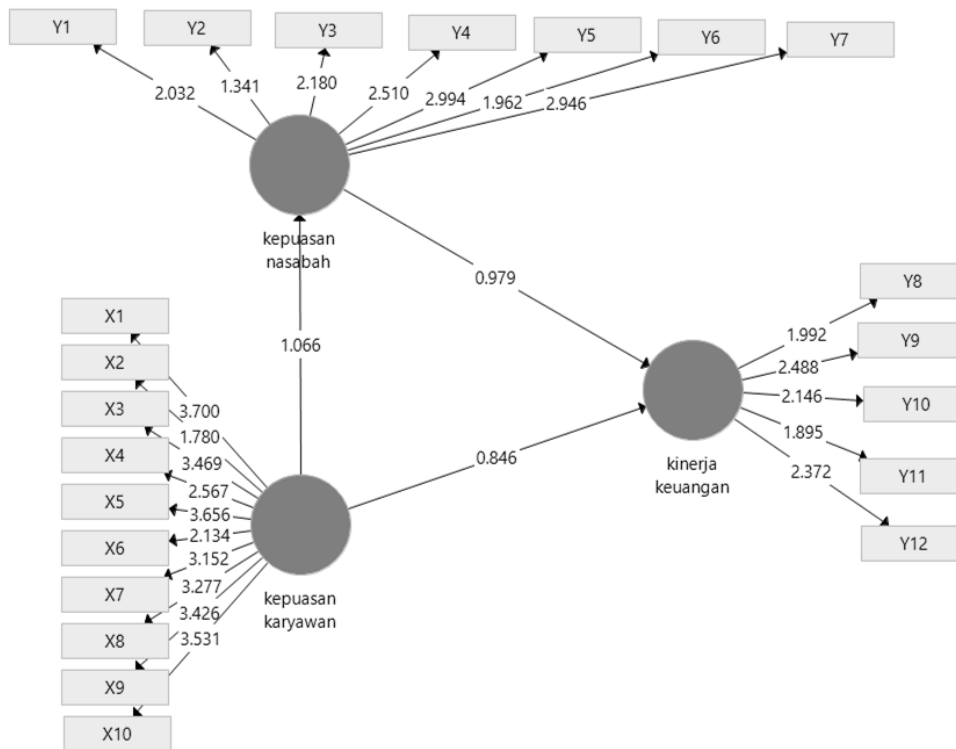 Y1
Y2
Y3
Y4
Y5
Y6
Y7
2.032
1.341
2.180
2.510
2.994
1.962
2.946
kepuasan
nasabah
0.979
1.066
X1
X2
X3
X4
X5
X6
X7
X8
X9
X10
3.700
1.780
3.469
2.567
3.656
2.134
3.152
3.277
3.426
3.531
kepuasan
karyawan
0.846
kinerja
keuangan
1.992
2.488
2.146
1.895
2.372
Y8
Y9
Y10
Y11
Y12